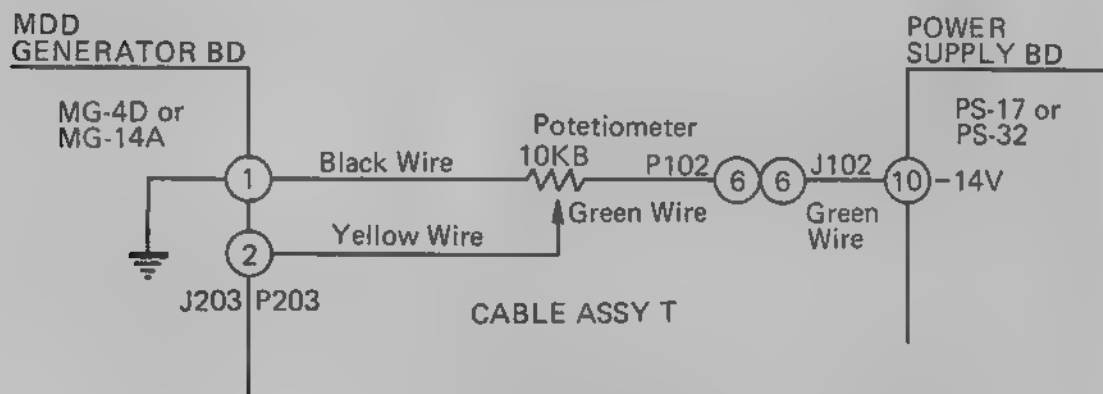 MDD
GENERATOR BD
POWER
SUPPLY BD
MG-4D or
MG-14A
PS-17 or
PS-32
Potetiometer
10KB
Black Wire
P102
6
6
J102
10
-14V
1
Green Wire
Green
Wire
Yellow Wire
2
J203
P203
CABLE ASSY T